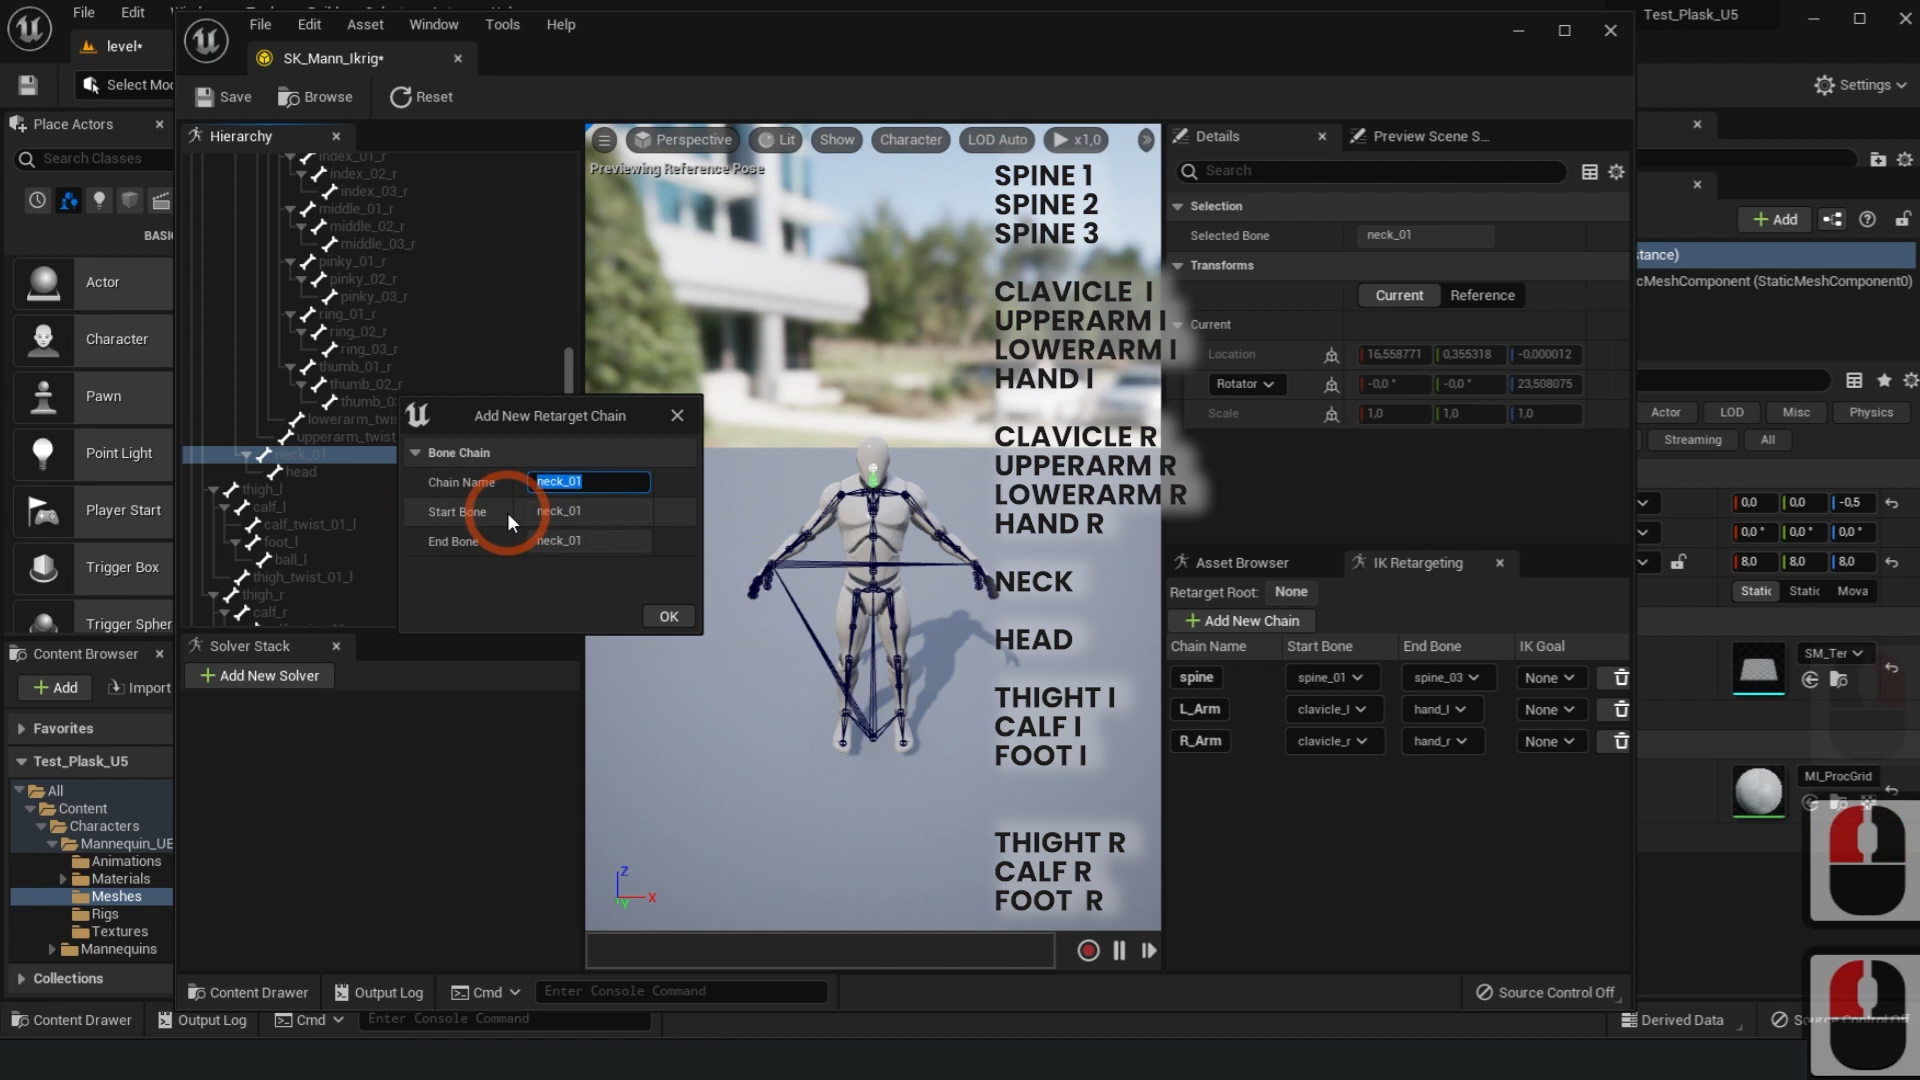 File Edit
Test_Plask_U5
level*
Select Mod
Settings
Place Actors
Search Classes
BASI
Actor
Character
Pawn
Point Light
Player Start
Trigger Box
Trigger Spher
Content Browser
Add Import
Favorites
Test_Plask_U5
All
Content
Characters
Mannequin_UE
Animations
Materials
Meshes
Rigs
Textures
Mannequins
Collections
Content Drawer Output Log Cmd Enter Console Command
File Edit Asset Window Tools Help
SK_Mann_Ikrig*
Save Browse Reset
Hierarchy
index_01_r
index_02_r
index_03_r
middle_01_r
middle_02_r
middle_03_r
pinky_01_r
pinky_02_r
pinky_03_r
ring_01_r
ring_02_r
ring_03_r
thumb_01_r
thumb_02_r
thumb_0
lowerarm_twis
upperarm_twist
neck_01
head
thigh_l
calf_l
calf_twist_01_l
foot_l
ball_l
thigh_twist_01_l
thigh_r
calf_r
Solver Stack
Add New Solver
Add New Retarget Chain
Bone Chain
Chain Name neck_01
Start Bone neck_01
End Bone neck_01
OK
Perspective Lit Show Character LOD Auto x1,0
Previewing Reference Pose
SPINE 1
SPINE 2
SPINE 3
CLAVICLE I
UPPERARM I
LOWERARM I
HAND I
CLAVICLE R
UPPERARM R
LOWERARM R
HAND R
NECK
HEAD
THIGHT I
CALF I
FOOT I
THIGHT R
CALF R
FOOT R
Z
X
Y
Details Preview Scene S...
Search
Selection
Selected Bone neck_01
Transforms
Current Reference
Current
Location 16,558771 0,355318 -0,000012
Rotator -0,0 ° -0,0 ° 23,508075
Scale 1,0 1,0 1,0
Asset Browser IK Retargeting
Retarget Root: None
Add New Chain
Chain Name Start Bone End Bone IK Goal
spine spine_01 spine_03 None
L_Arm clavicle_l hand_l None
R_Arm clavicle_r hand_r None
Content Drawer Output Log Cmd Enter Console Command
Source Control Off
Add
tance)
cMeshComponent (StaticMeshComponent0)
Actor LOD Misc Physics
Streaming All
0,0 0,0 -0,5
0,0 ° 0,0 ° 0,0 °
8,0 8,0 8,0
Static Static Mova
SM_Ter
MI_ProcGrid
Derived Data